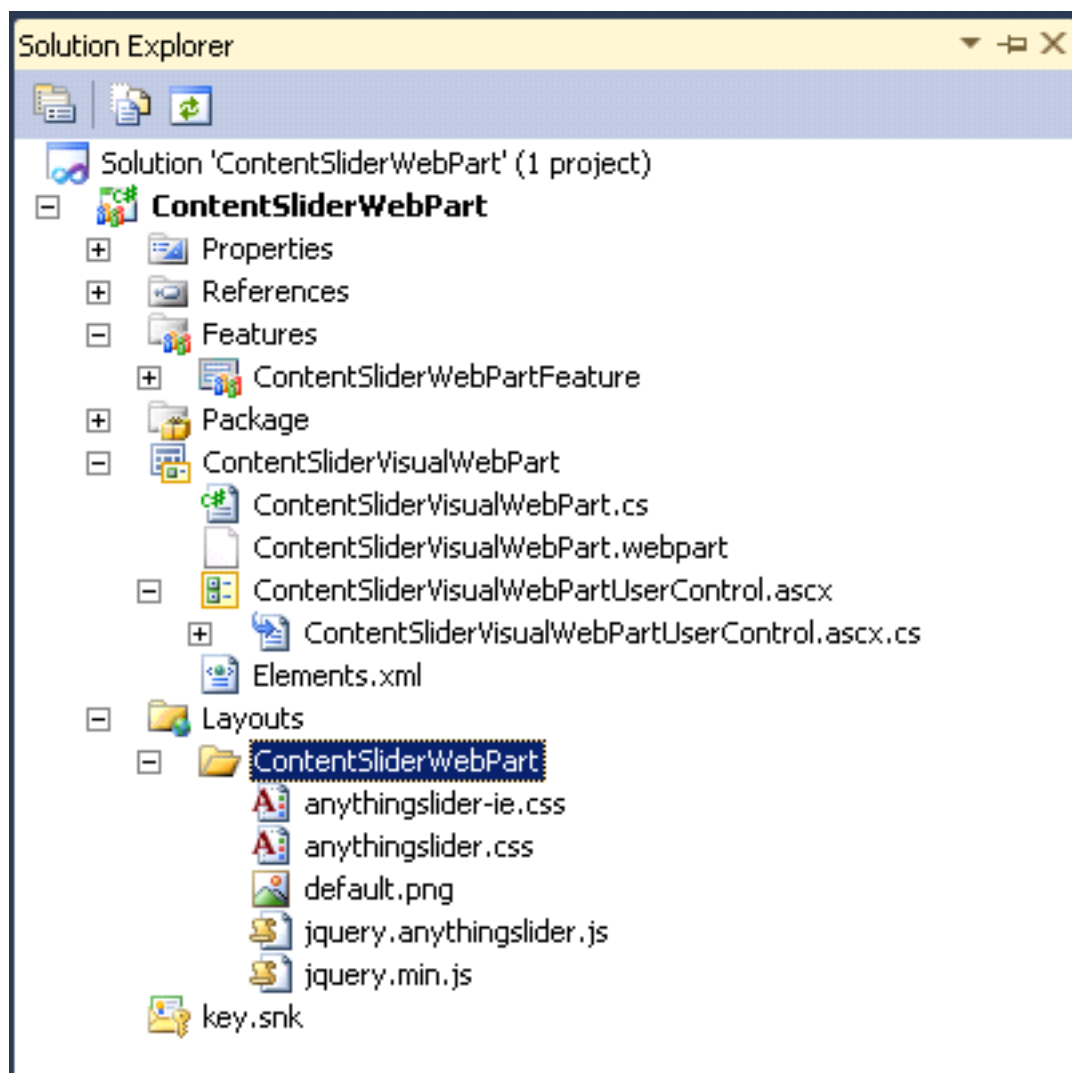 Solution Explorer
Solution 'ContentSliderWebPart' (1 project)
ContentSliderWebPart
Properties
References
Features
ContentSliderWebPartFeature
Package
ContentSliderVisualWebPart
ContentSliderVisualWebPart.cs
ContentSliderVisualWebPart.webpart
ContentSliderVisualWebPartUserControl.ascx
ContentSliderVisualWebPartUserControl.ascx.cs
Elements.xml
Layouts
ContentSliderWebPart
anythingslider-ie.css
anythingslider.css
default.png
jquery.anythingslider.js
jquery.min.js
key.snk